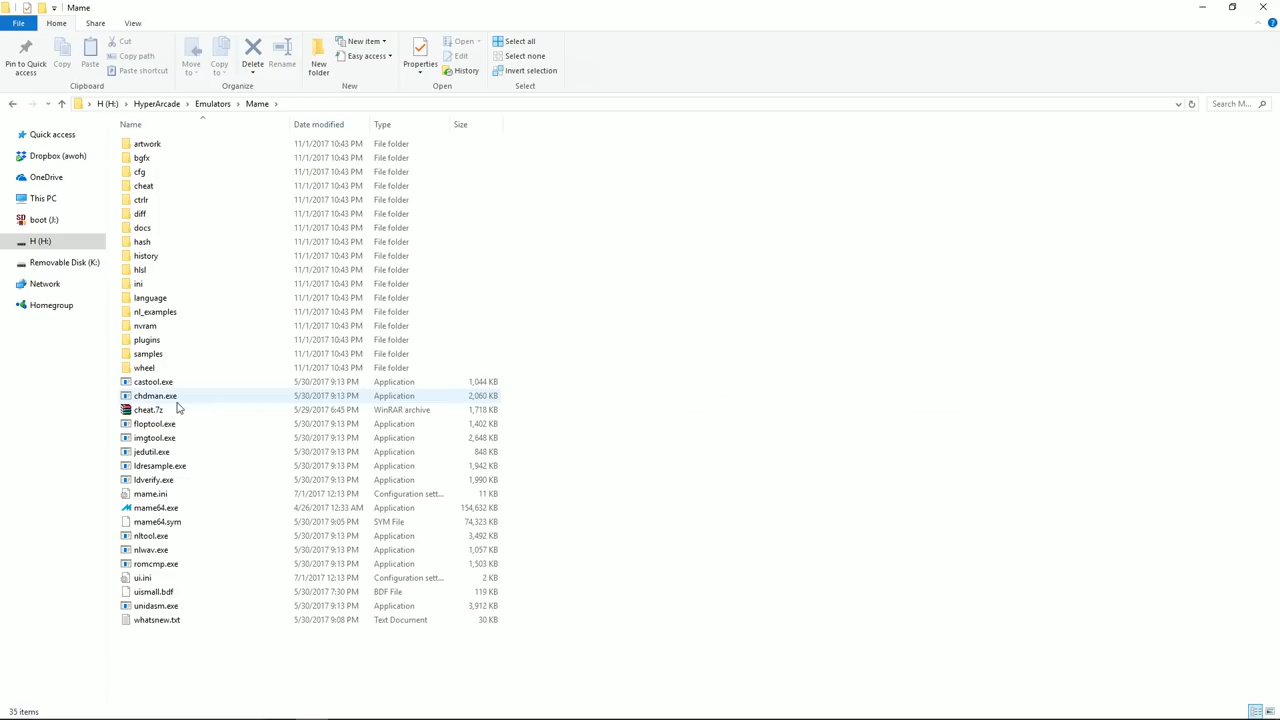 Mame
File Home Share View
Pin to Quick access
Copy
Paste
Cut
Copy path
Paste shortcut
Clipboard
Move to
Copy to
Delete
Rename
Organize
New folder
New item
Easy access
New
Properties
Open
Edit
History
Open
Select all
Select none
Invert selection
Select
H (H:) > HyperArcade > Emulators > Mame >
Search M...
Quick access
Dropbox (awoh)
OneDrive
This PC
boot (J:)
H (H:)
Removable Disk (K:)
Network
Homegroup
Name Date modified Type Size
artwork 11/1/2017 10:43 PM File folder
bgfx 11/1/2017 10:43 PM File folder
cfg 11/1/2017 10:43 PM File folder
cheat 11/1/2017 10:43 PM File folder
ctrlr 11/1/2017 10:43 PM File folder
diff 11/1/2017 10:43 PM File folder
docs 11/1/2017 10:43 PM File folder
hash 11/1/2017 10:43 PM File folder
history 11/1/2017 10:43 PM File folder
hlsl 11/1/2017 10:43 PM File folder
ini 11/1/2017 10:43 PM File folder
language 11/1/2017 10:43 PM File folder
nl_examples 11/1/2017 10:43 PM File folder
nvram 11/1/2017 10:43 PM File folder
plugins 11/1/2017 10:43 PM File folder
samples 11/1/2017 10:43 PM File folder
wheel 11/1/2017 10:43 PM File folder
castool.exe 5/30/2017 9:13 PM Application 1,044 KB
chdman.exe 5/30/2017 9:13 PM Application 2,060 KB
cheat.7z 5/29/2017 6:45 PM WinRAR archive 1,718 KB
floptool.exe 5/30/2017 9:13 PM Application 1,402 KB
imgtool.exe 5/30/2017 9:13 PM Application 2,648 KB
jedutil.exe 5/30/2017 9:13 PM Application 848 KB
ldresample.exe 5/30/2017 9:13 PM Application 1,942 KB
ldverify.exe 5/30/2017 9:13 PM Application 1,990 KB
mame.ini 7/1/2017 12:13 PM Configuration sett... 11 KB
mame64.exe 4/26/2017 12:33 AM Application 154,632 KB
mame64.sym 5/30/2017 9:05 PM SYM File 74,323 KB
nltool.exe 5/30/2017 9:13 PM Application 3,492 KB
nlwav.exe 5/30/2017 9:13 PM Application 1,057 KB
romcmp.exe 5/30/2017 9:13 PM Application 1,503 KB
ui.ini 7/1/2017 12:13 PM Configuration sett... 2 KB
uismall.bdf 5/30/2017 7:30 PM BDF File 119 KB
unidasm.exe 5/30/2017 9:13 PM Application 3,912 KB
whatsnew.txt 5/30/2017 9:08 PM Text Document 30 KB
35 items